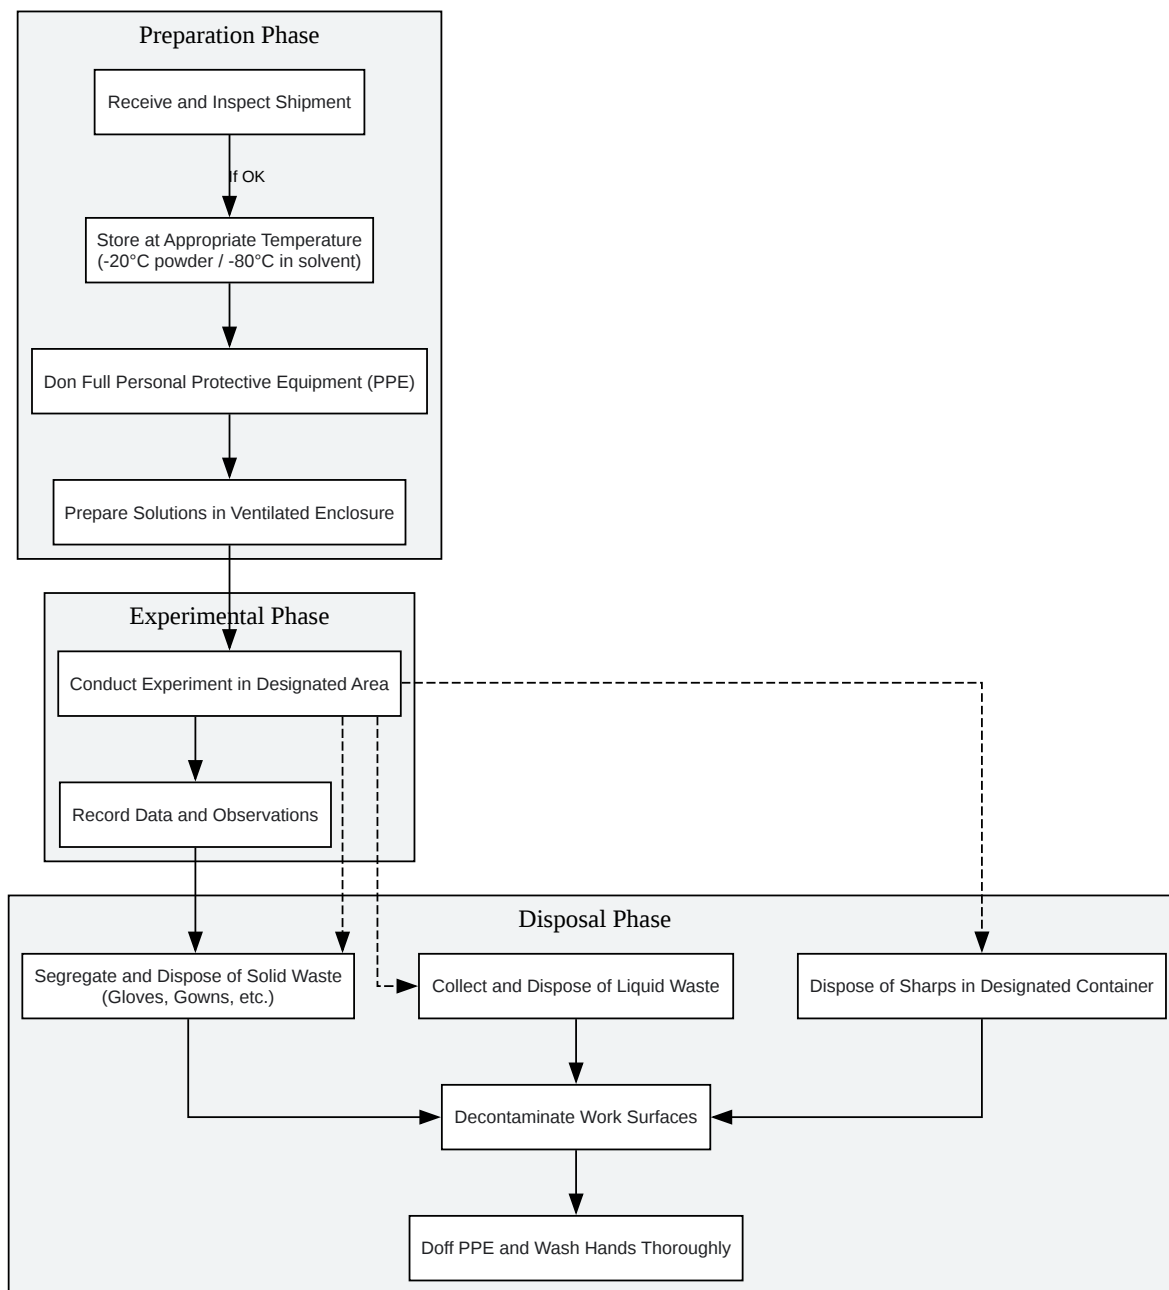 Preparation Phase
Receive and Inspect Shipment
If OK
Store at Appropriate Temperature
(-20°C powder / -80°C in solvent)
Don Full Personal Protective Equipment (PPE)
Prepare Solutions in Ventilated Enclosure
Experimental Phase
Conduct Experiment in Designated Area
Record Data and Observations
Disposal Phase
Segregate and Dispose of Solid Waste
(Gloves, Gowns, etc.)
Collect and Dispose of Liquid Waste
Dispose of Sharps in Designated Container
Decontaminate Work Surfaces
Doff PPE and Wash Hands Thoroughly